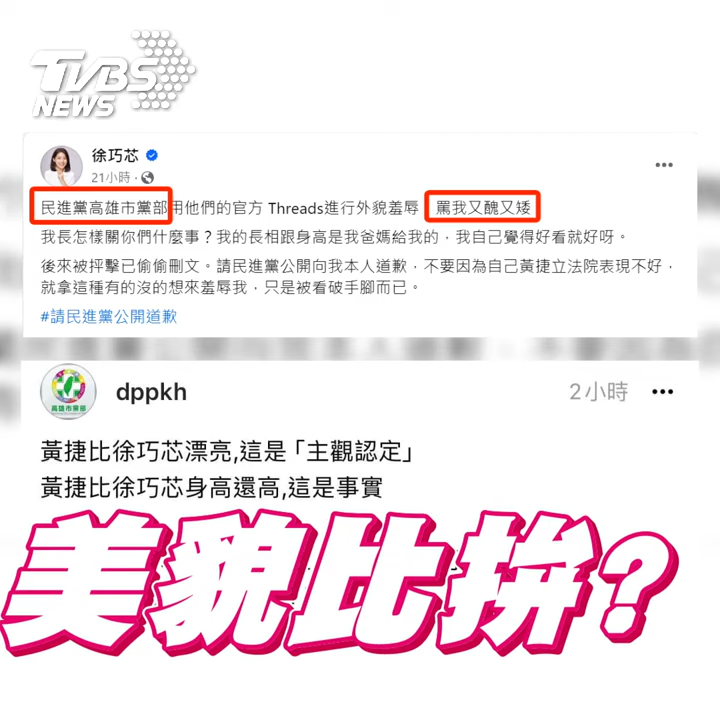 TVBS
NEWS
徐巧芯
21小時·
民進黨高雄市黨部用他們的官方 Threads進行外貌羞辱 罵我又醜又矮
我長怎樣關你們什麼事？我的長相跟身高是我爸媽給我的，我自己覺得好看就好呀。
後來被抨擊已偷偷刪文。請民進黨公開向我本人道歉，不要因為自己黃捷立法院表現不好，
就拿這種有的沒的想來羞辱我，只是被看破手腳而已。
#請民進黨公開道歉
高雄市黨部
dppkh
2小時
黃捷比徐巧芯漂亮,這是「主觀認定」
黃捷比徐巧芯身高還高,這是事實
美貌比拚?